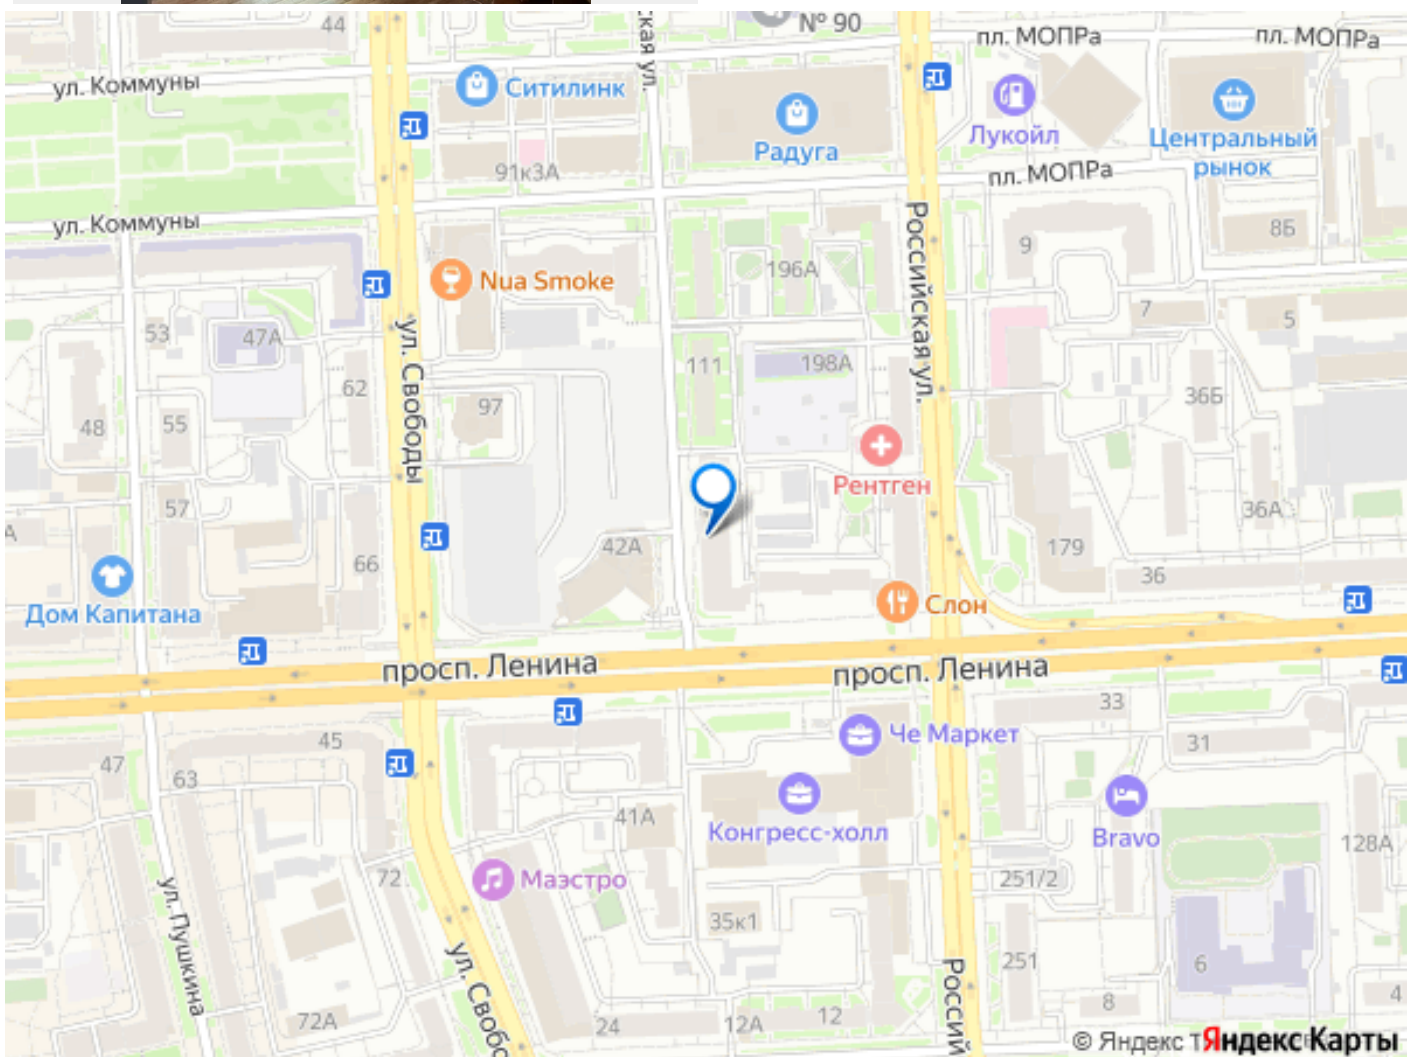 44
ская ул.
№ 90
пл. МОПРа
пл. МОПРа
ул. Коммуны
Ситилинк
Радуга
Лукойл
Центральный
рынок
91к3А
пл. МОПРа
ул. Коммуны
Российская ул.
9
8Б
Nua Smoke
196А
53
47А
ул. Свободы
7
5
62
111
198А
36Б
48
55
97
Рентген
57
36А
А
42А
179
66
36
Дом Капитана
Слон
просп. Ленина
просп. Ленина
33
Че Маркет
31
45
47
63
41А
Конгресс-холл
Bravo
128А
72
Маэстро
251/2
ул. Пушкина
35к1
ул. Свобо
Россий
251
6
72А
24
12А
12
8
4
© Яндекс Т
Яндекс Карты